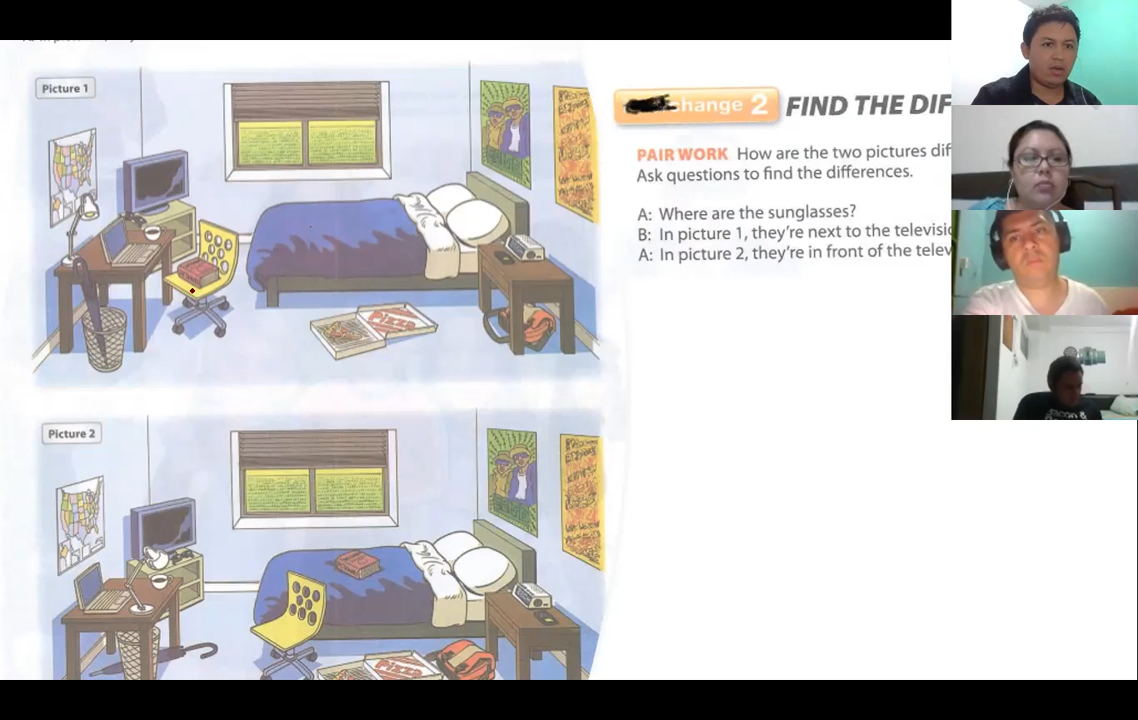 Picture 1
Pizza
Picture 2
Pizza
change 2 FIND THE DIF
PAIR WORK How are the two pictures dif
Ask questions to find the differences.
A: Where are the sunglasses?
B: In picture 1, they're next to the televisio
A: In picture 2, they're in front of the telev